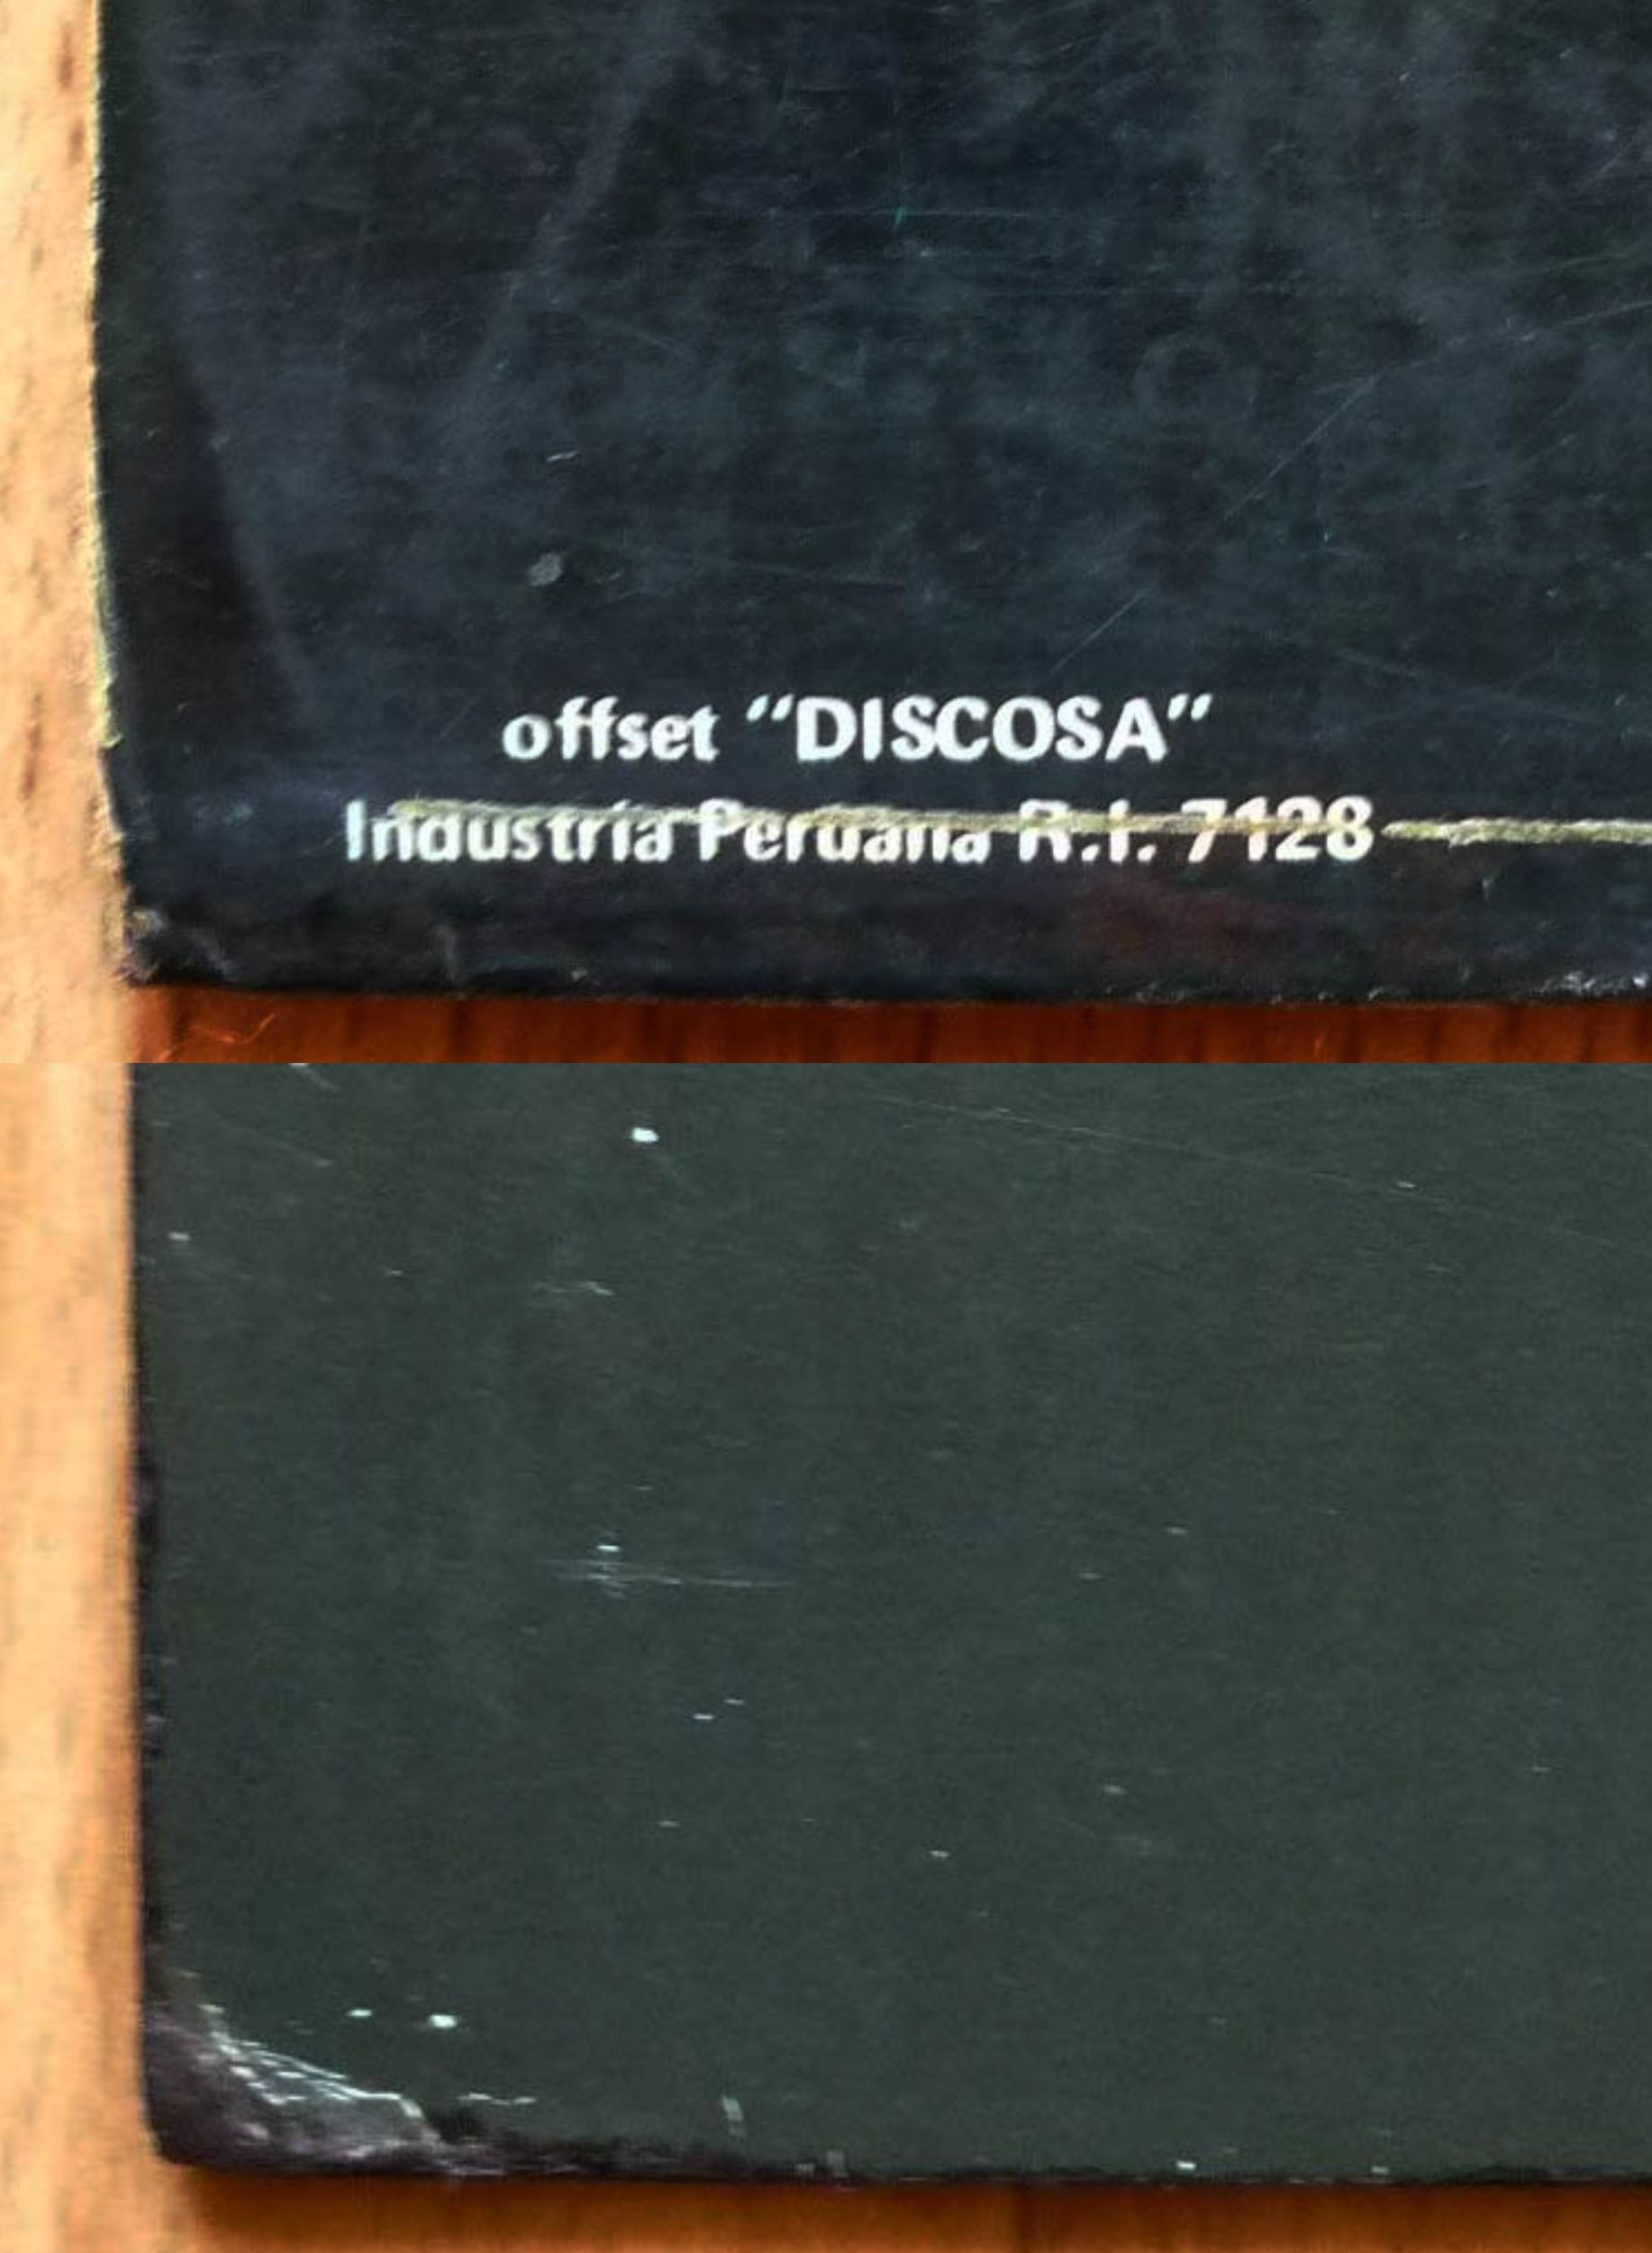 offset “DISCOSA”
Industria Peruana R.I. 7128